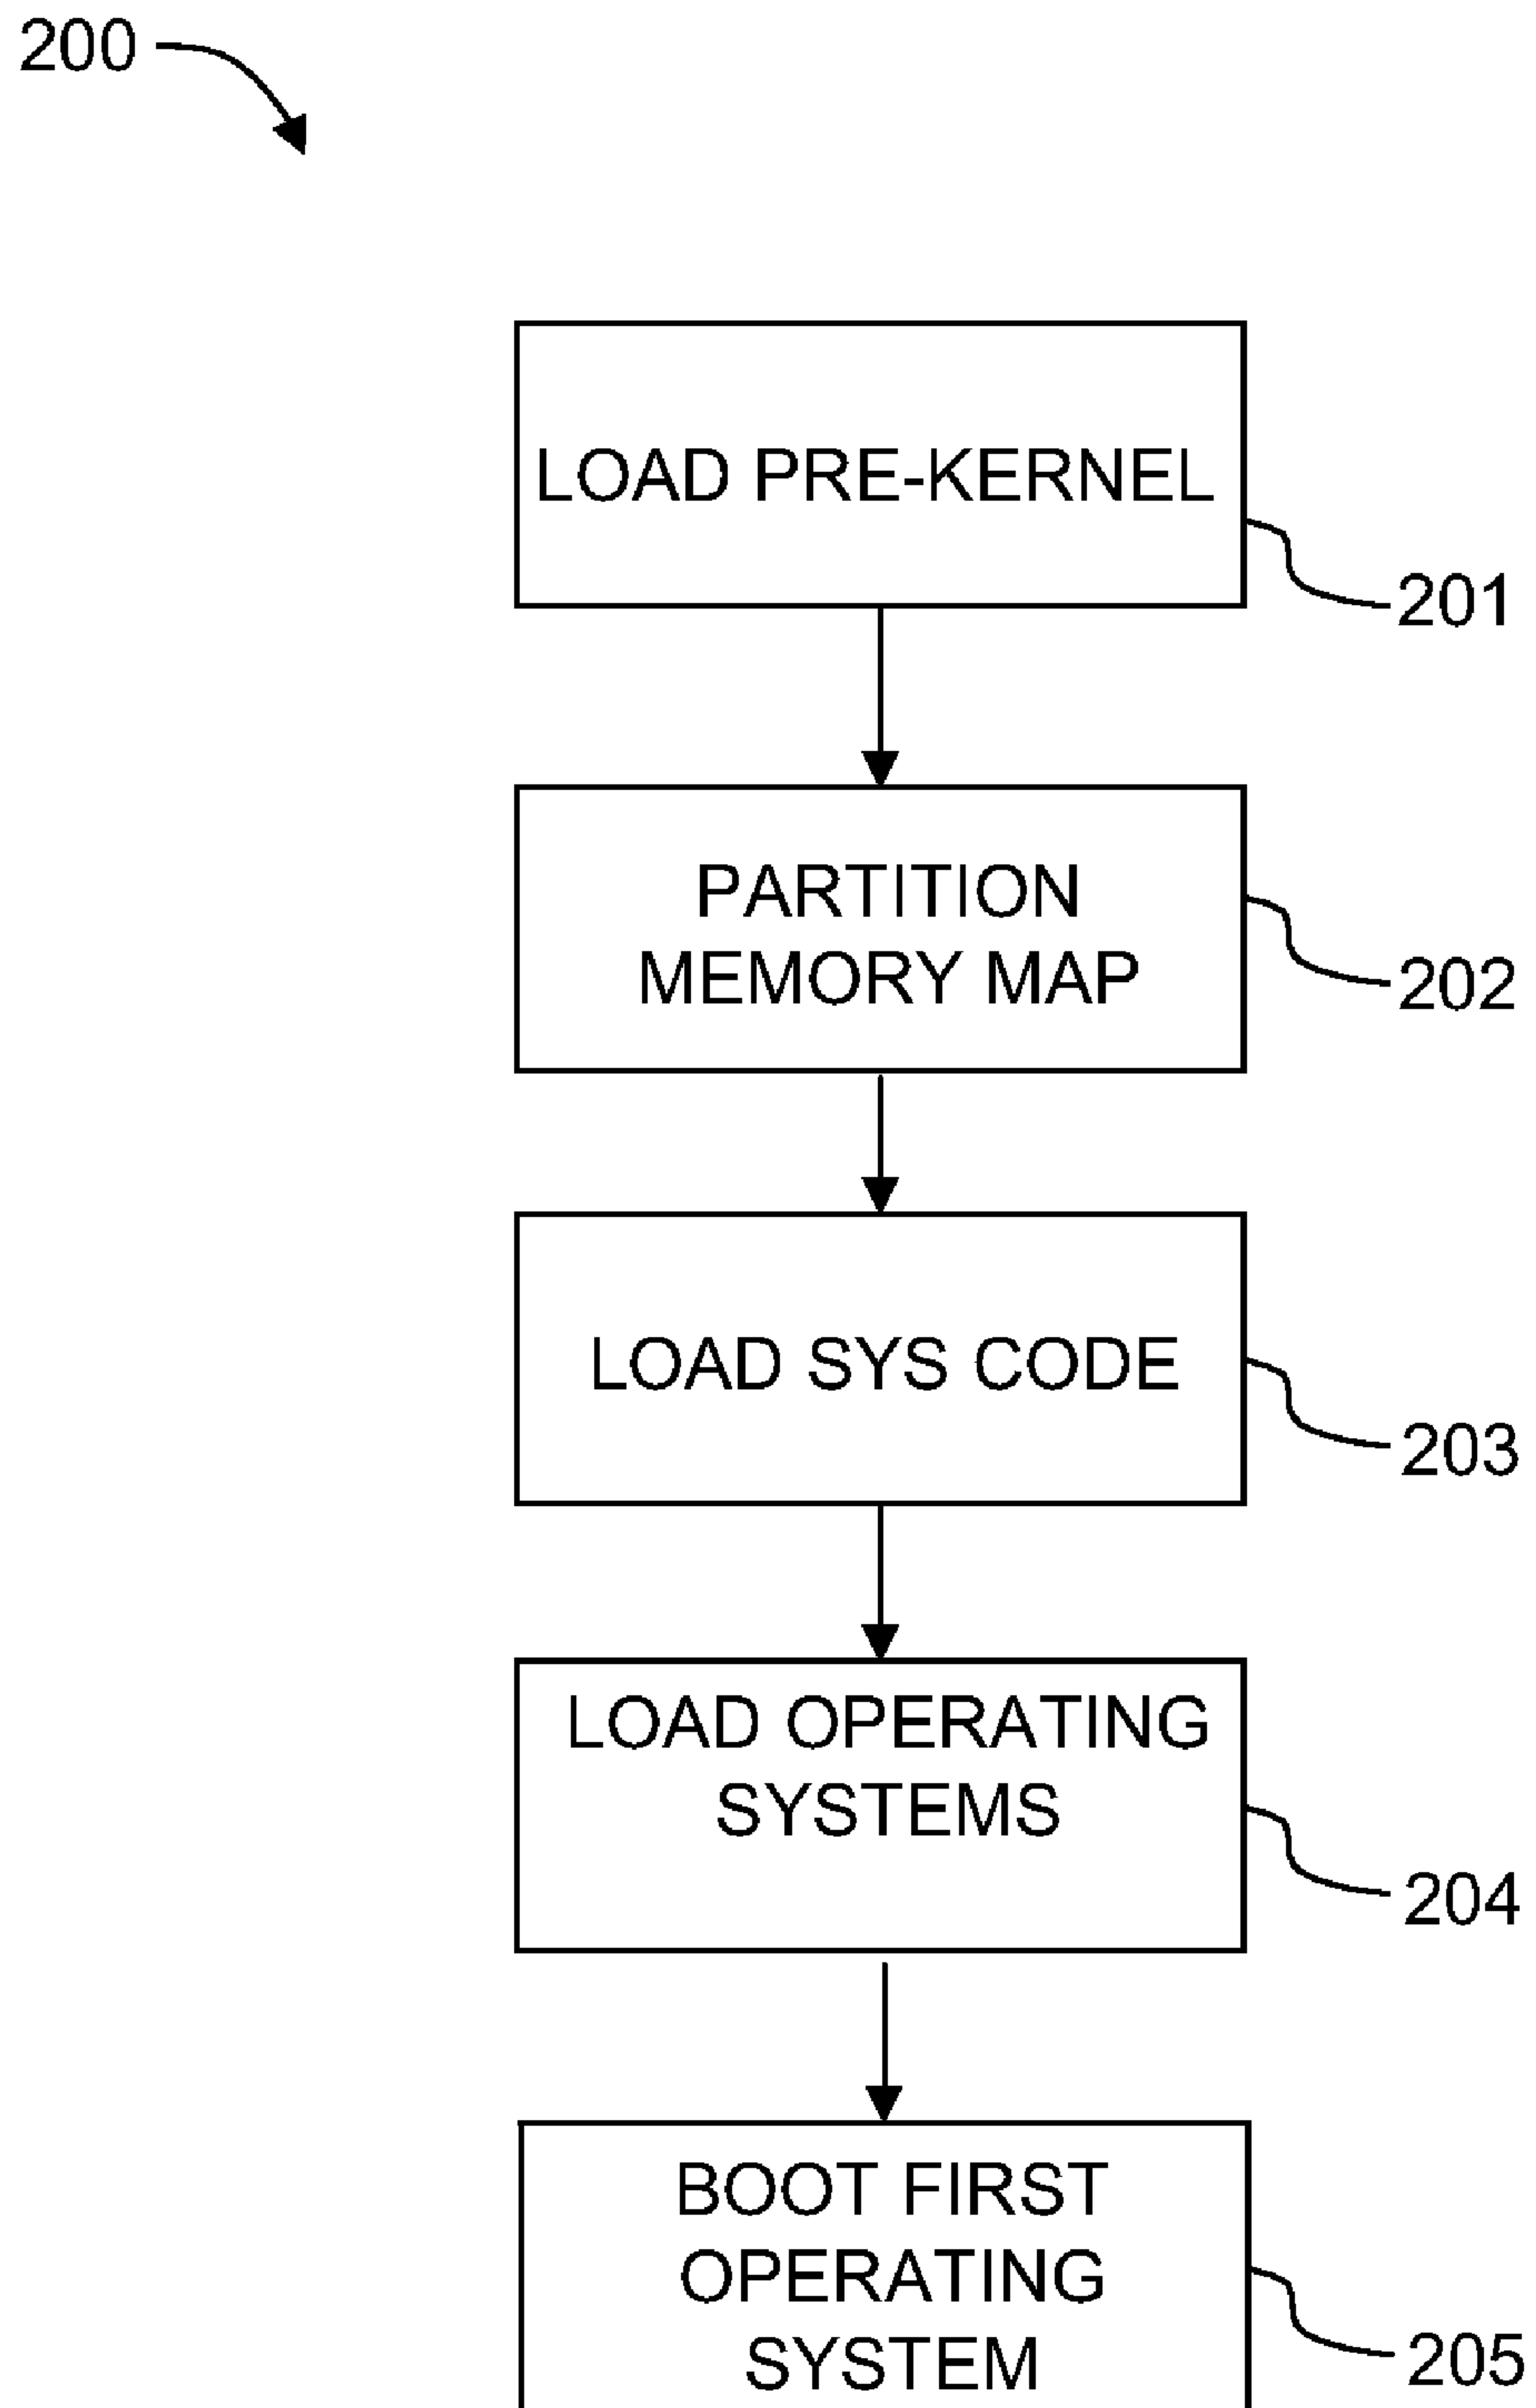 200
LOAD PRE-KERNEL
201
PARTITION
MEMORY MAP
202
LOAD SYS CODE
203
LOAD OPERATING
SYSTEMS
204
BOOT FIRST
OPERATING
SYSTEM
205